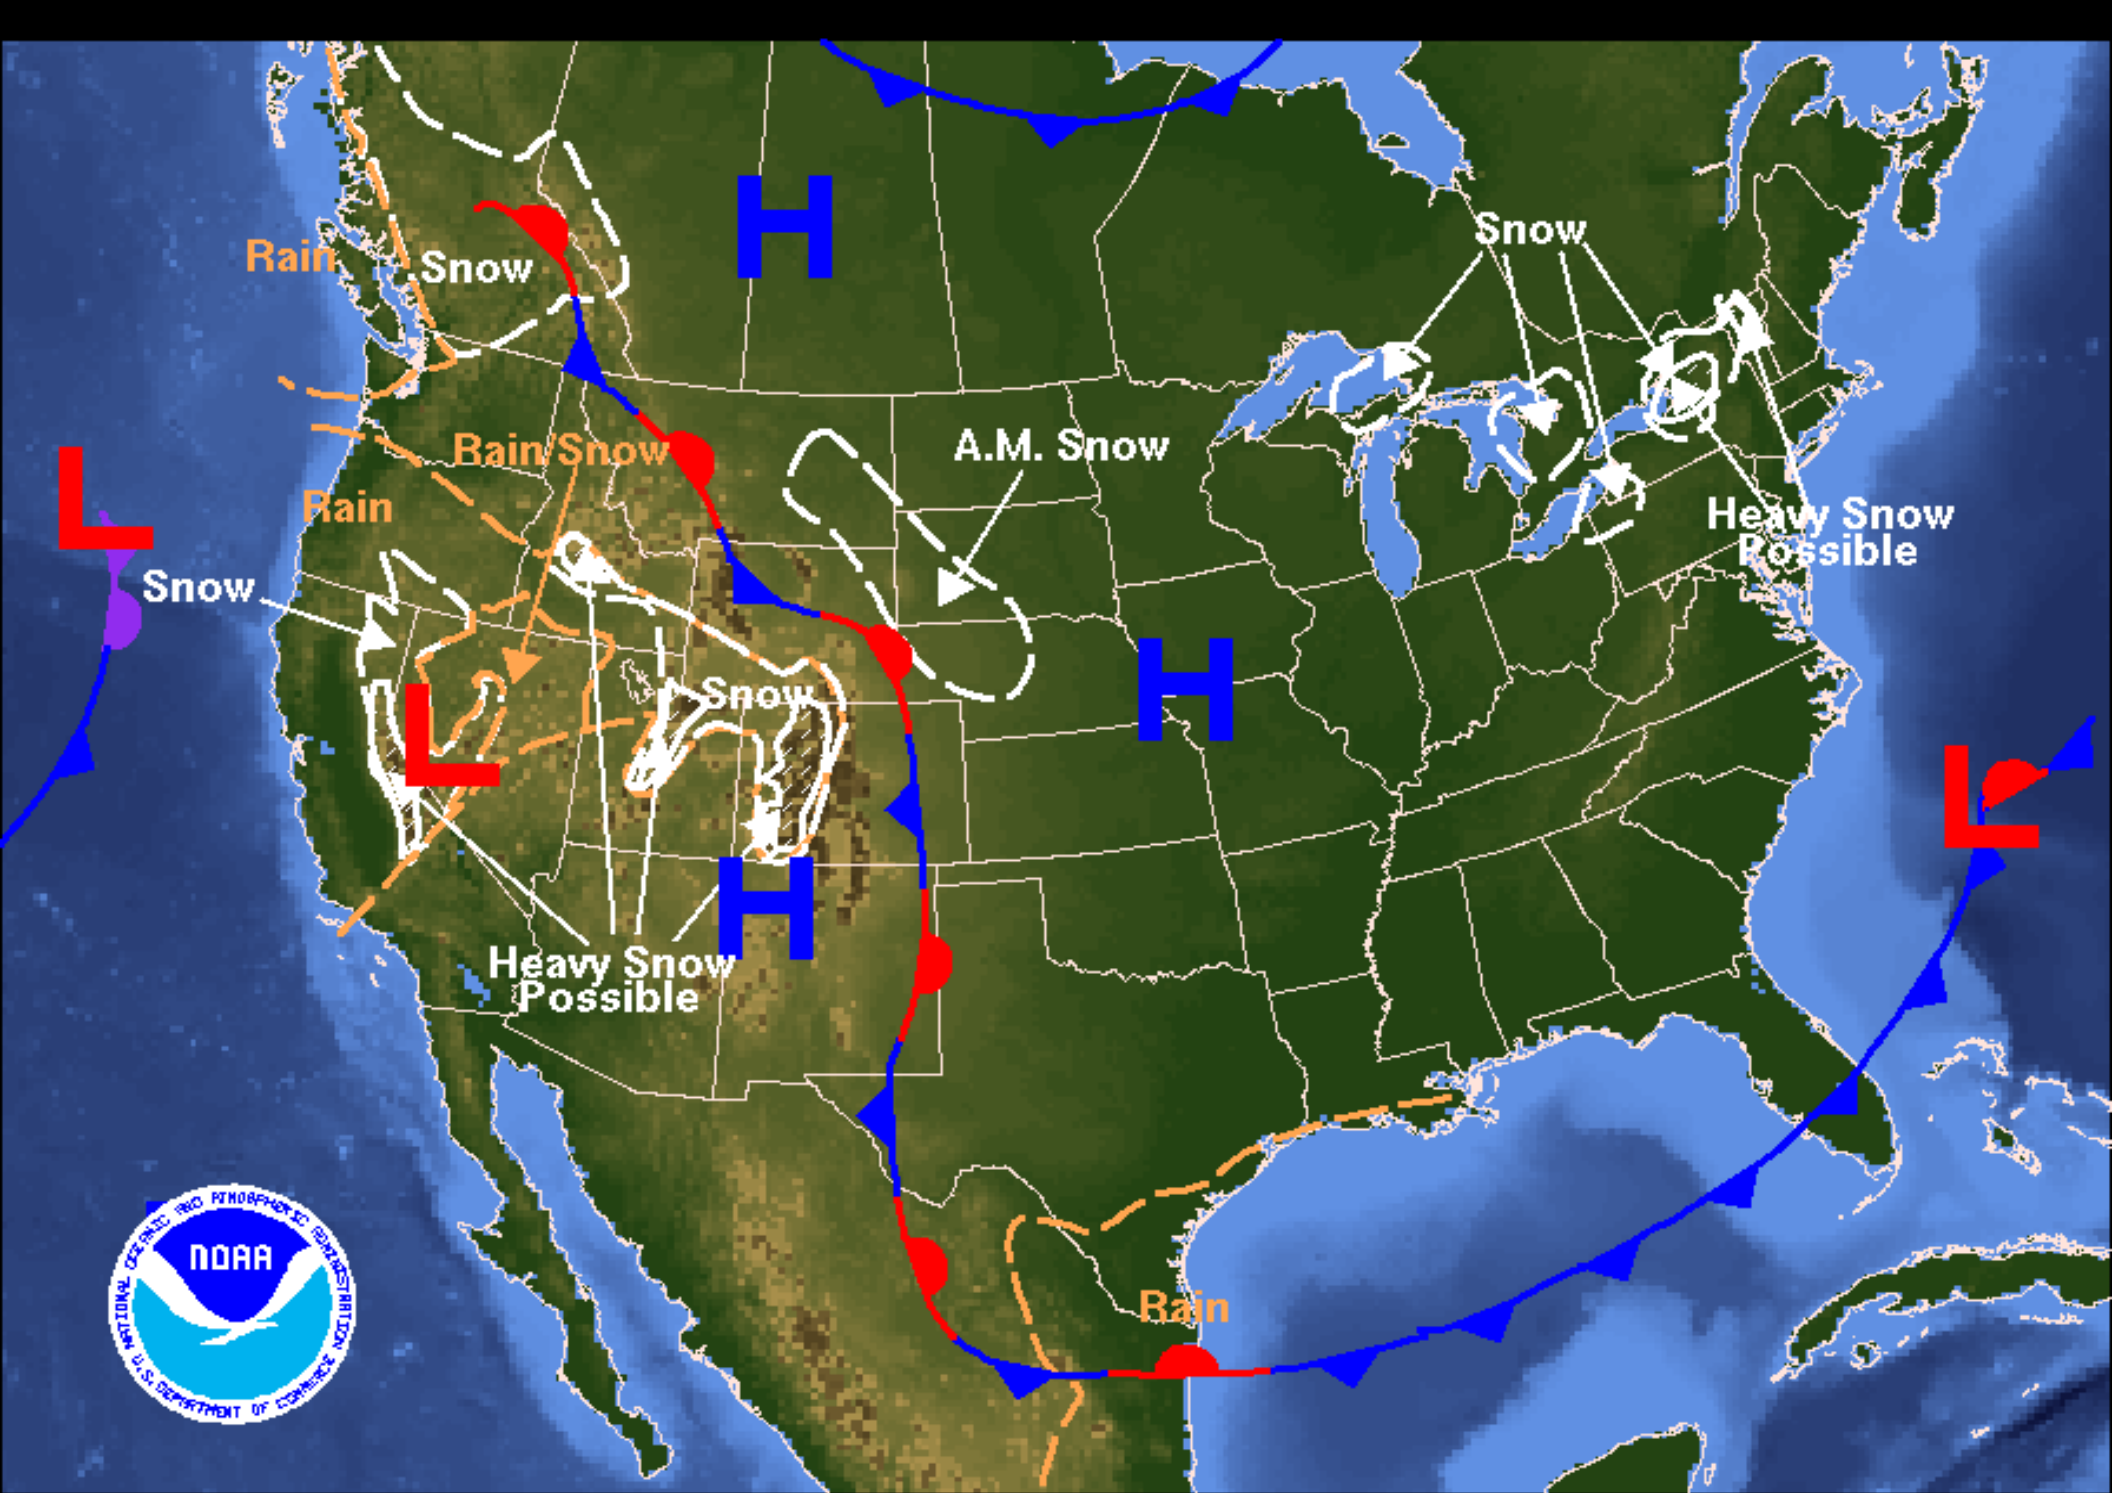 H
Snow
Rain
Snow
Rain/Snow
A.M. Snow
L
Rain
Heavy Snow
Possible
Snow
H
Snow
L
L
H
Heavy Snow
Possible
Rain
NATIONAL OCEANIC AND ATMOSPHERIC ADMINISTRATION
NOAA
U.S. DEPARTMENT OF COMMERCE